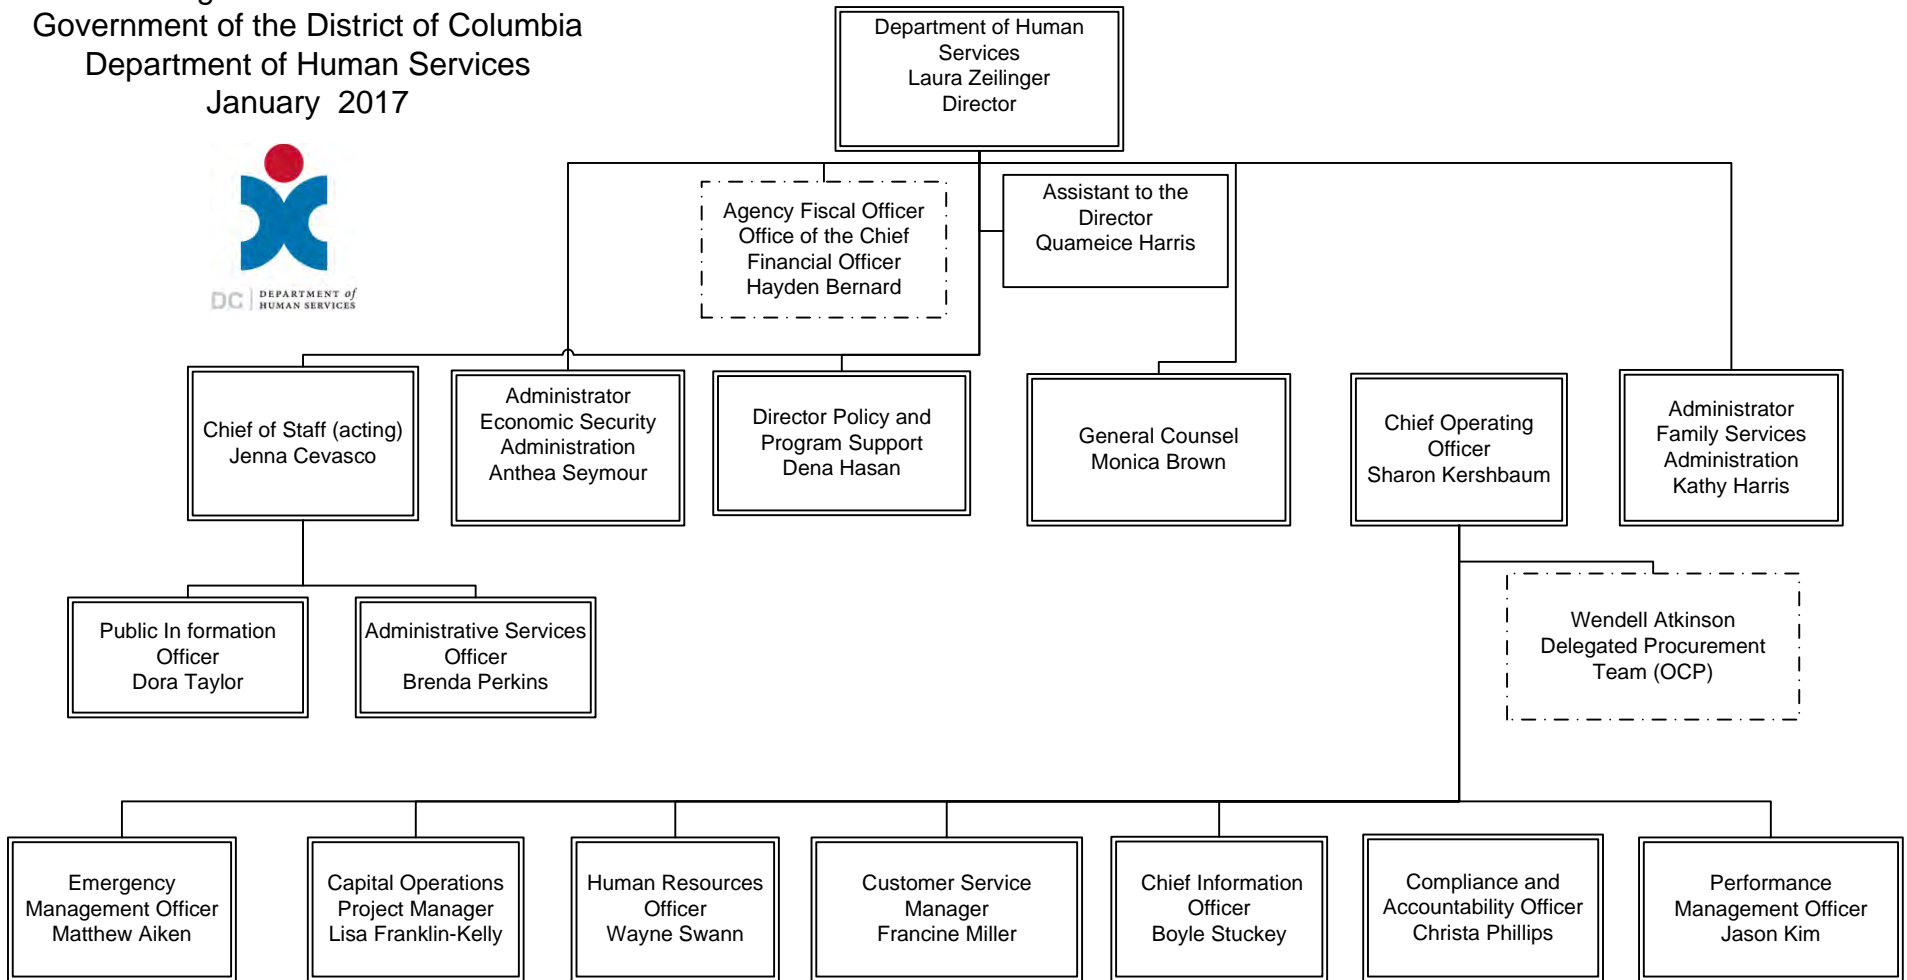 Government of the District of Columbia
Department of Human Services
January 2017
DC | DEPARTMENT of
HUMAN SERVICES
Department of Human
Services
Laura Zeilinger
Director
Agency Fiscal Officer
Office of the Chief
Financial Officer
Hayden Bernard
Assistant to the
Director
Quameice Harris
Chief of Staff (acting)
Jenna Cevasco
Administrator
Economic Security
Administration
Anthea Seymour
Director Policy and
Program Support
Dena Hasan
General Counsel
Monica Brown
Chief Operating
Officer
Sharon Kershbaum
Administrator
Family Services
Administration
Kathy Harris
Public In formation
Officer
Dora Taylor
Administrative Services
Officer
Brenda Perkins
Wendell Atkinson
Delegated Procurement
Team (OCP)
Emergency
Management Officer
Matthew Aiken
Capital Operations
Project Manager
Lisa Franklin-Kelly
Human Resources
Officer
Wayne Swann
Customer Service
Manager
Francine Miller
Chief Information
Officer
Boyle Stuckey
Compliance and
Accountability Officer
Christa Phillips
Performance
Management Officer
Jason Kim